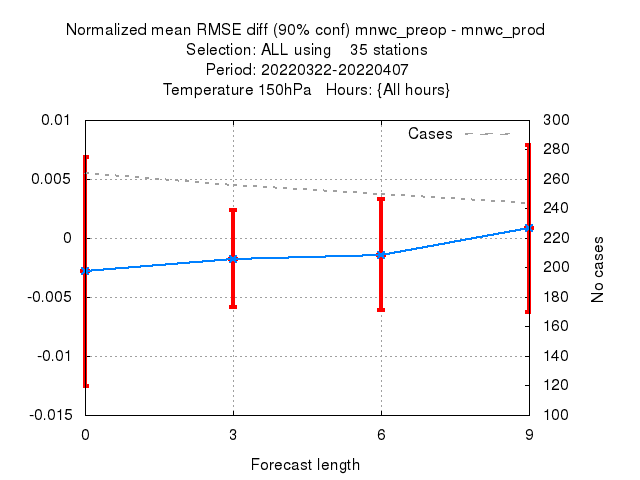 Normalized mean RMSE diff (90% conf) mnwc_preop - mnwc_prod
Selection: ALL using 35 stations
Period: 20220322-20220407
Temperature 150hPa Hours: {All hours}
0.01
0.005
0
-0.005
-0.01
-0.015
300
280
260
240
220
200
180
160
140
120
100
Cases
No cases
0 3 6 9
Forecast length